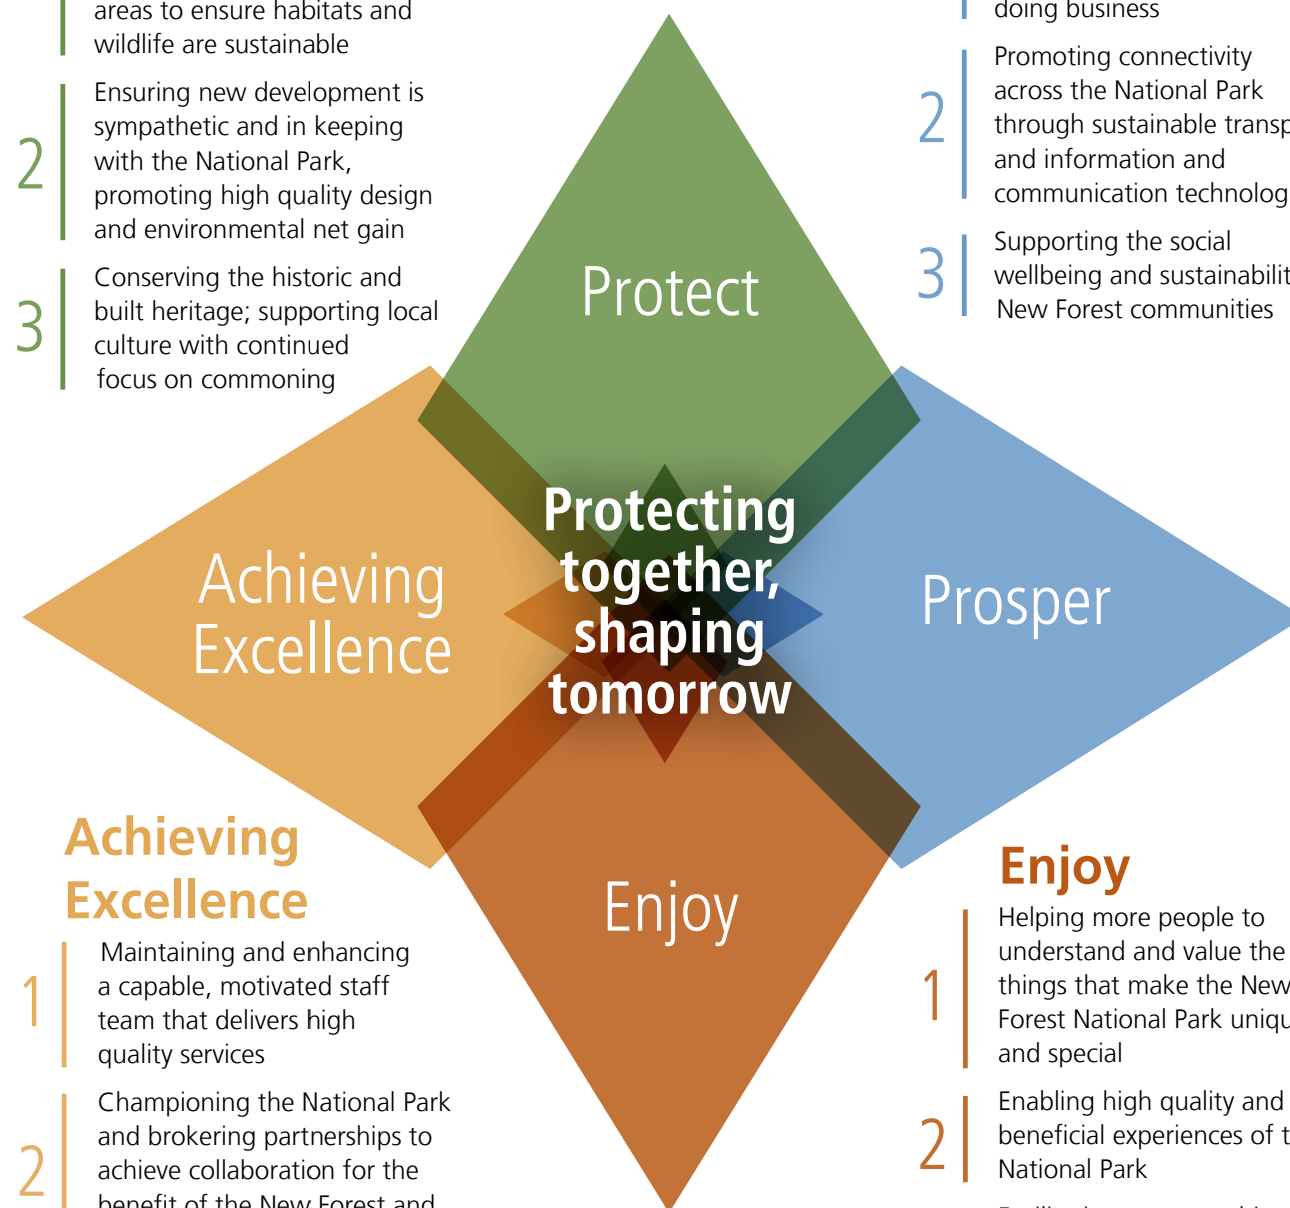 areas to ensure habitats and
wildlife are sustainable
2
Ensuring new development is
sympathetic and in keeping
with the National Park,
promoting high quality design
and environmental net gain
3
Conserving the historic and
built heritage; supporting local
culture with continued
focus on commoning
doing business
2
Promoting connectivity
across the National Park
through sustainable transp
and information and
communication technolog
3
Supporting the social
wellbeing and sustainabilit
New Forest communities
Protect
Achieving
Excellence
Protecting
together,
shaping
tomorrow
Prosper
Enjoy
Achieving
Excellence
1
Maintaining and enhancing
a capable, motivated staff
team that delivers high
quality services
2
Championing the National Park
and brokering partnerships to
achieve collaboration for the
benefit of the New Forest and
Enjoy
1
Helping more people to
understand and value the
things that make the New
Forest National Park uniqu
and special
2
Enabling high quality and
beneficial experiences of t
National Park